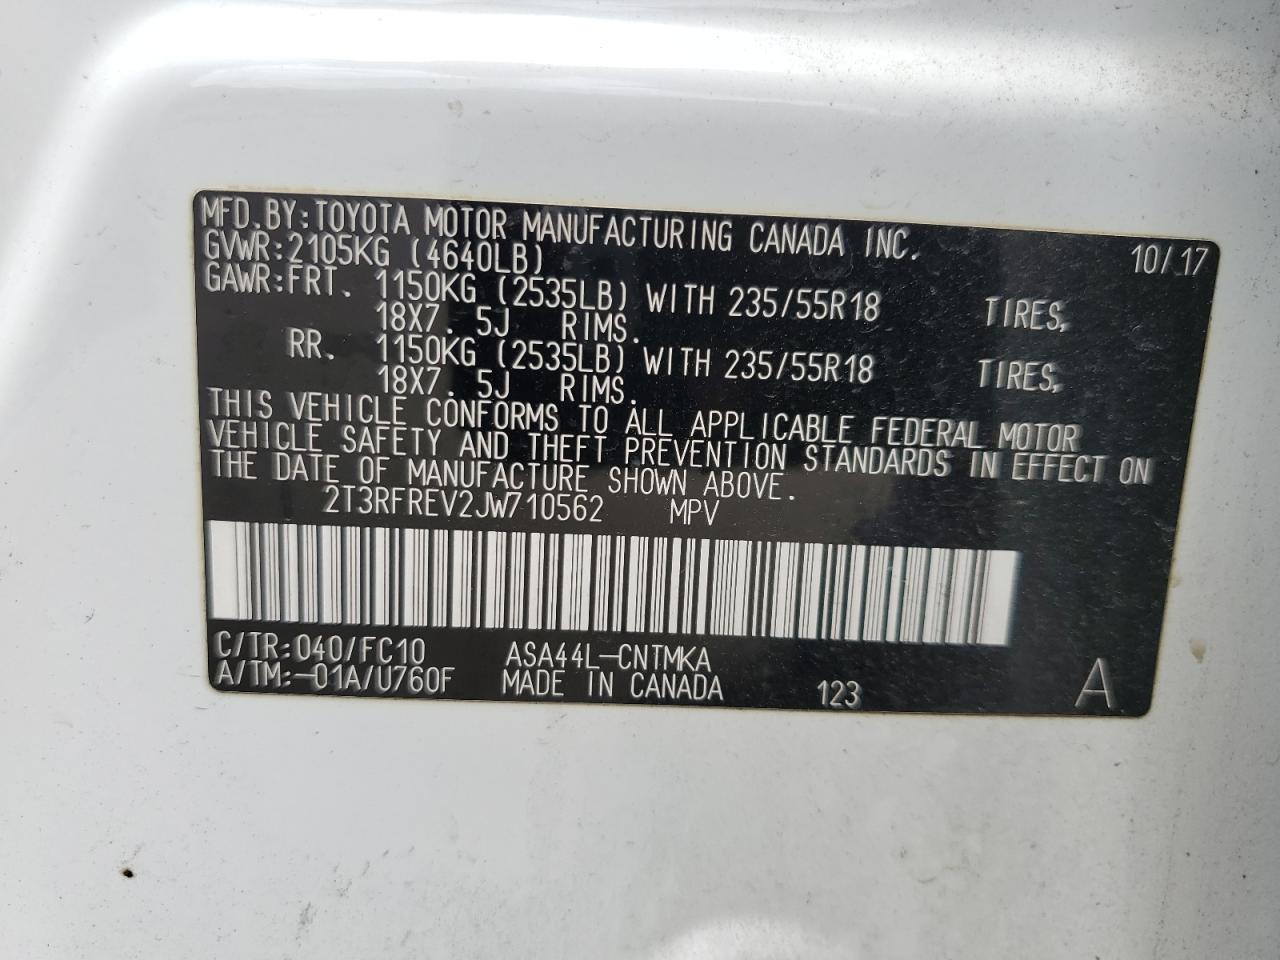 MFD.BY:TOYOTA MOTOR MANUFACTURING CANADA INC. 10/17
GVWR:2105KG (4640LB)
GAWR:FRT. 1150KG (2535LB) WITH 235/55R18 TIRES,
18X7.5J RIMS.
RR. 1150KG (2535LB) WITH 235/55R18 TIRES,
18X7.5J RIMS.
THIS VEHICLE CONFORMS TO ALL APPLICABLE FEDERAL MOTOR
VEHICLE SAFETY AND THEFT PREVENTION STANDARDS IN EFFECT ON
THE DATE OF MANUFACTURE SHOWN ABOVE.
2T3RFREV2JW710562 MPV
C/TR:040/FC10 ASA44L-CNTMKA
A/TM:-01A/U760F MADE IN CANADA 123 A